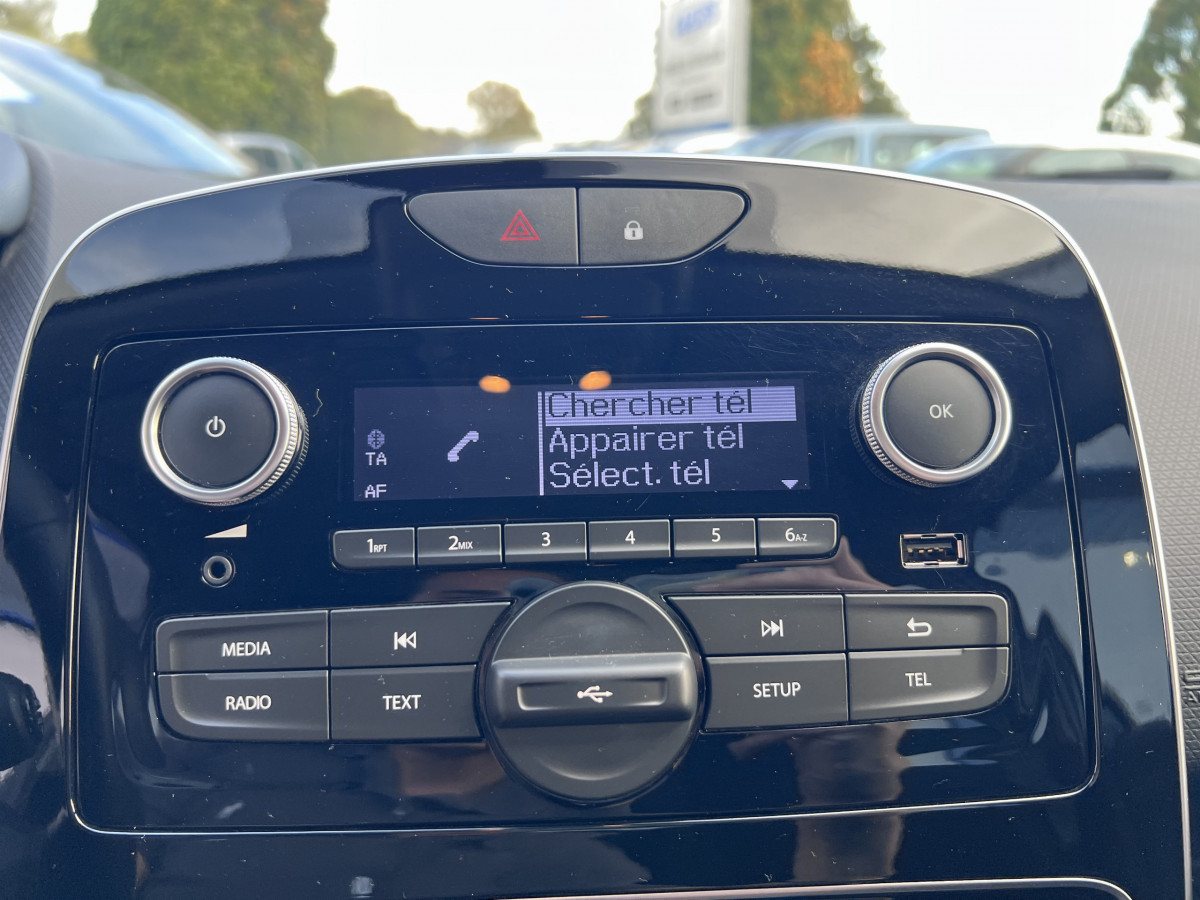 Chercher tél
Appairer tél
Sélect. tél
TA
AF
OK
1RPT
2MIX
3
4
5
6A-Z
MEDIA
RADIO
TEXT
SETUP
TEL